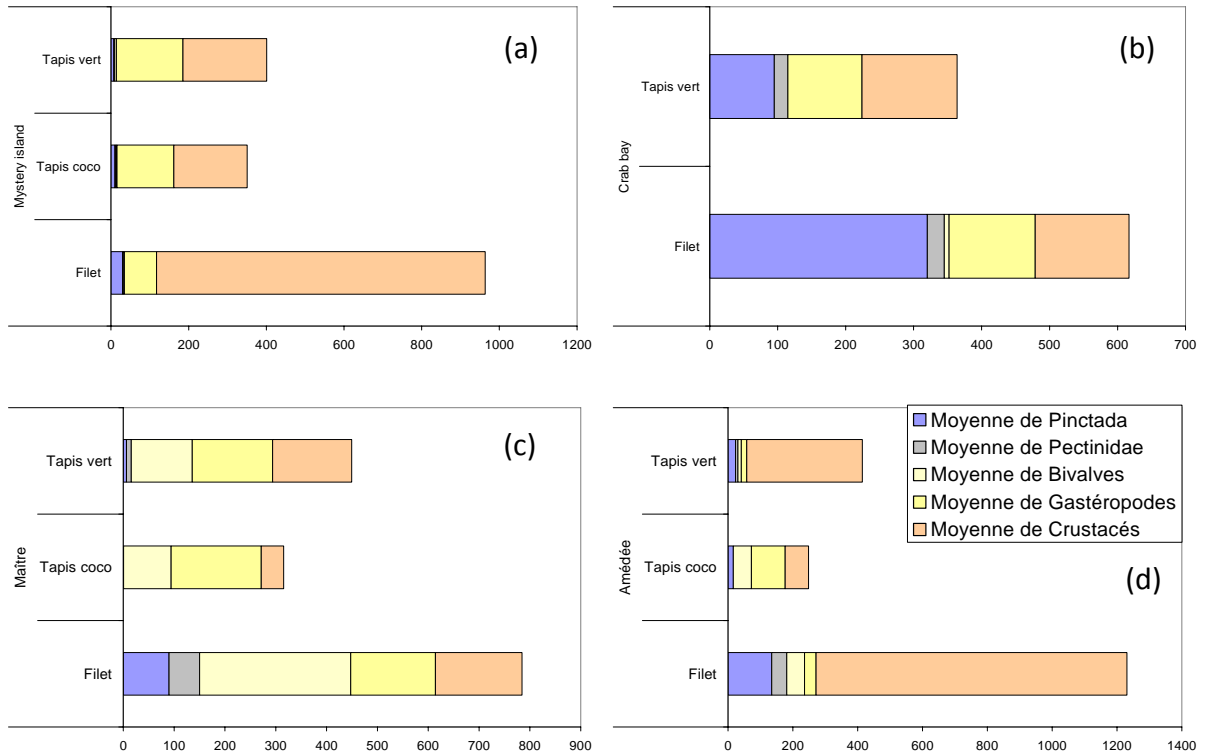 (a)
Tapis vert
Tapis coco
Filet
Mystery island
0 200 400 600 800 1000 1200
(b)
Tapis vert
Filet
Crab bay
0 100 200 300 400 500 600 700
(c)
Tapis vert
Tapis coco
Filet
Maître
0 100 200 300 400 500 600 700 800 900
Moyenne de Pinctada
Moyenne de Pectinidae
Moyenne de Bivalves
Moyenne de Gastéropodes
Moyenne de Crustacés
(d)
Tapis vert
Tapis coco
Filet
Amédée
0 200 400 600 800 1000 1200 1400